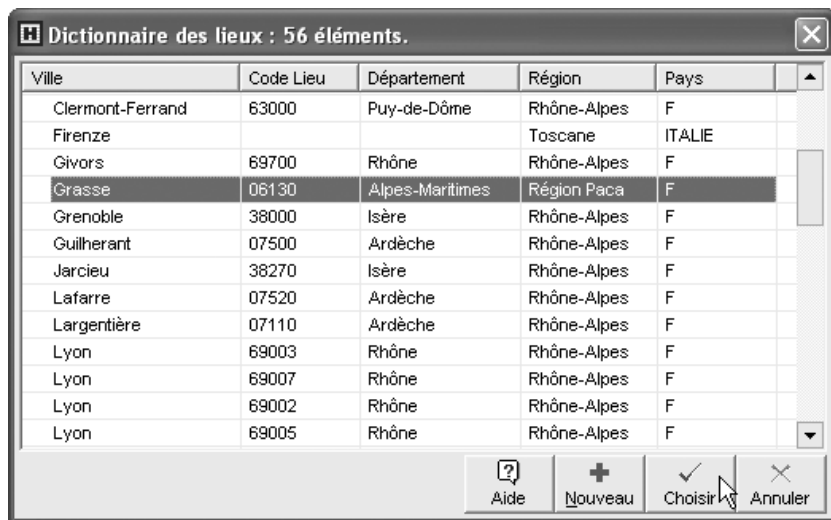 Dictionnaire des lieux : 56 éléments.
Ville Code Lieu Département Région Pays
Clermont-Ferrand 63000 Puy-de-Dôme Rhône-Alpes F
Firenze Toscane ITALIE
Givors 69700 Rhône Rhône-Alpes F
Grasse 06130 Alpes-Maritimes Région Paca F
Grenoble 38000 Isère Rhône-Alpes F
Guilherant 07500 Ardèche Rhône-Alpes F
Jarcieu 38270 Isère Rhône-Alpes F
Lafarre 07520 Ardèche Rhône-Alpes F
Largentière 07110 Ardèche Rhône-Alpes F
Lyon 69003 Rhône Rhône-Alpes F
Lyon 69007 Rhône Rhône-Alpes F
Lyon 69002 Rhône Rhône-Alpes F
Lyon 69005 Rhône Rhône-Alpes F
Aide Nouveau Choisir Annuler